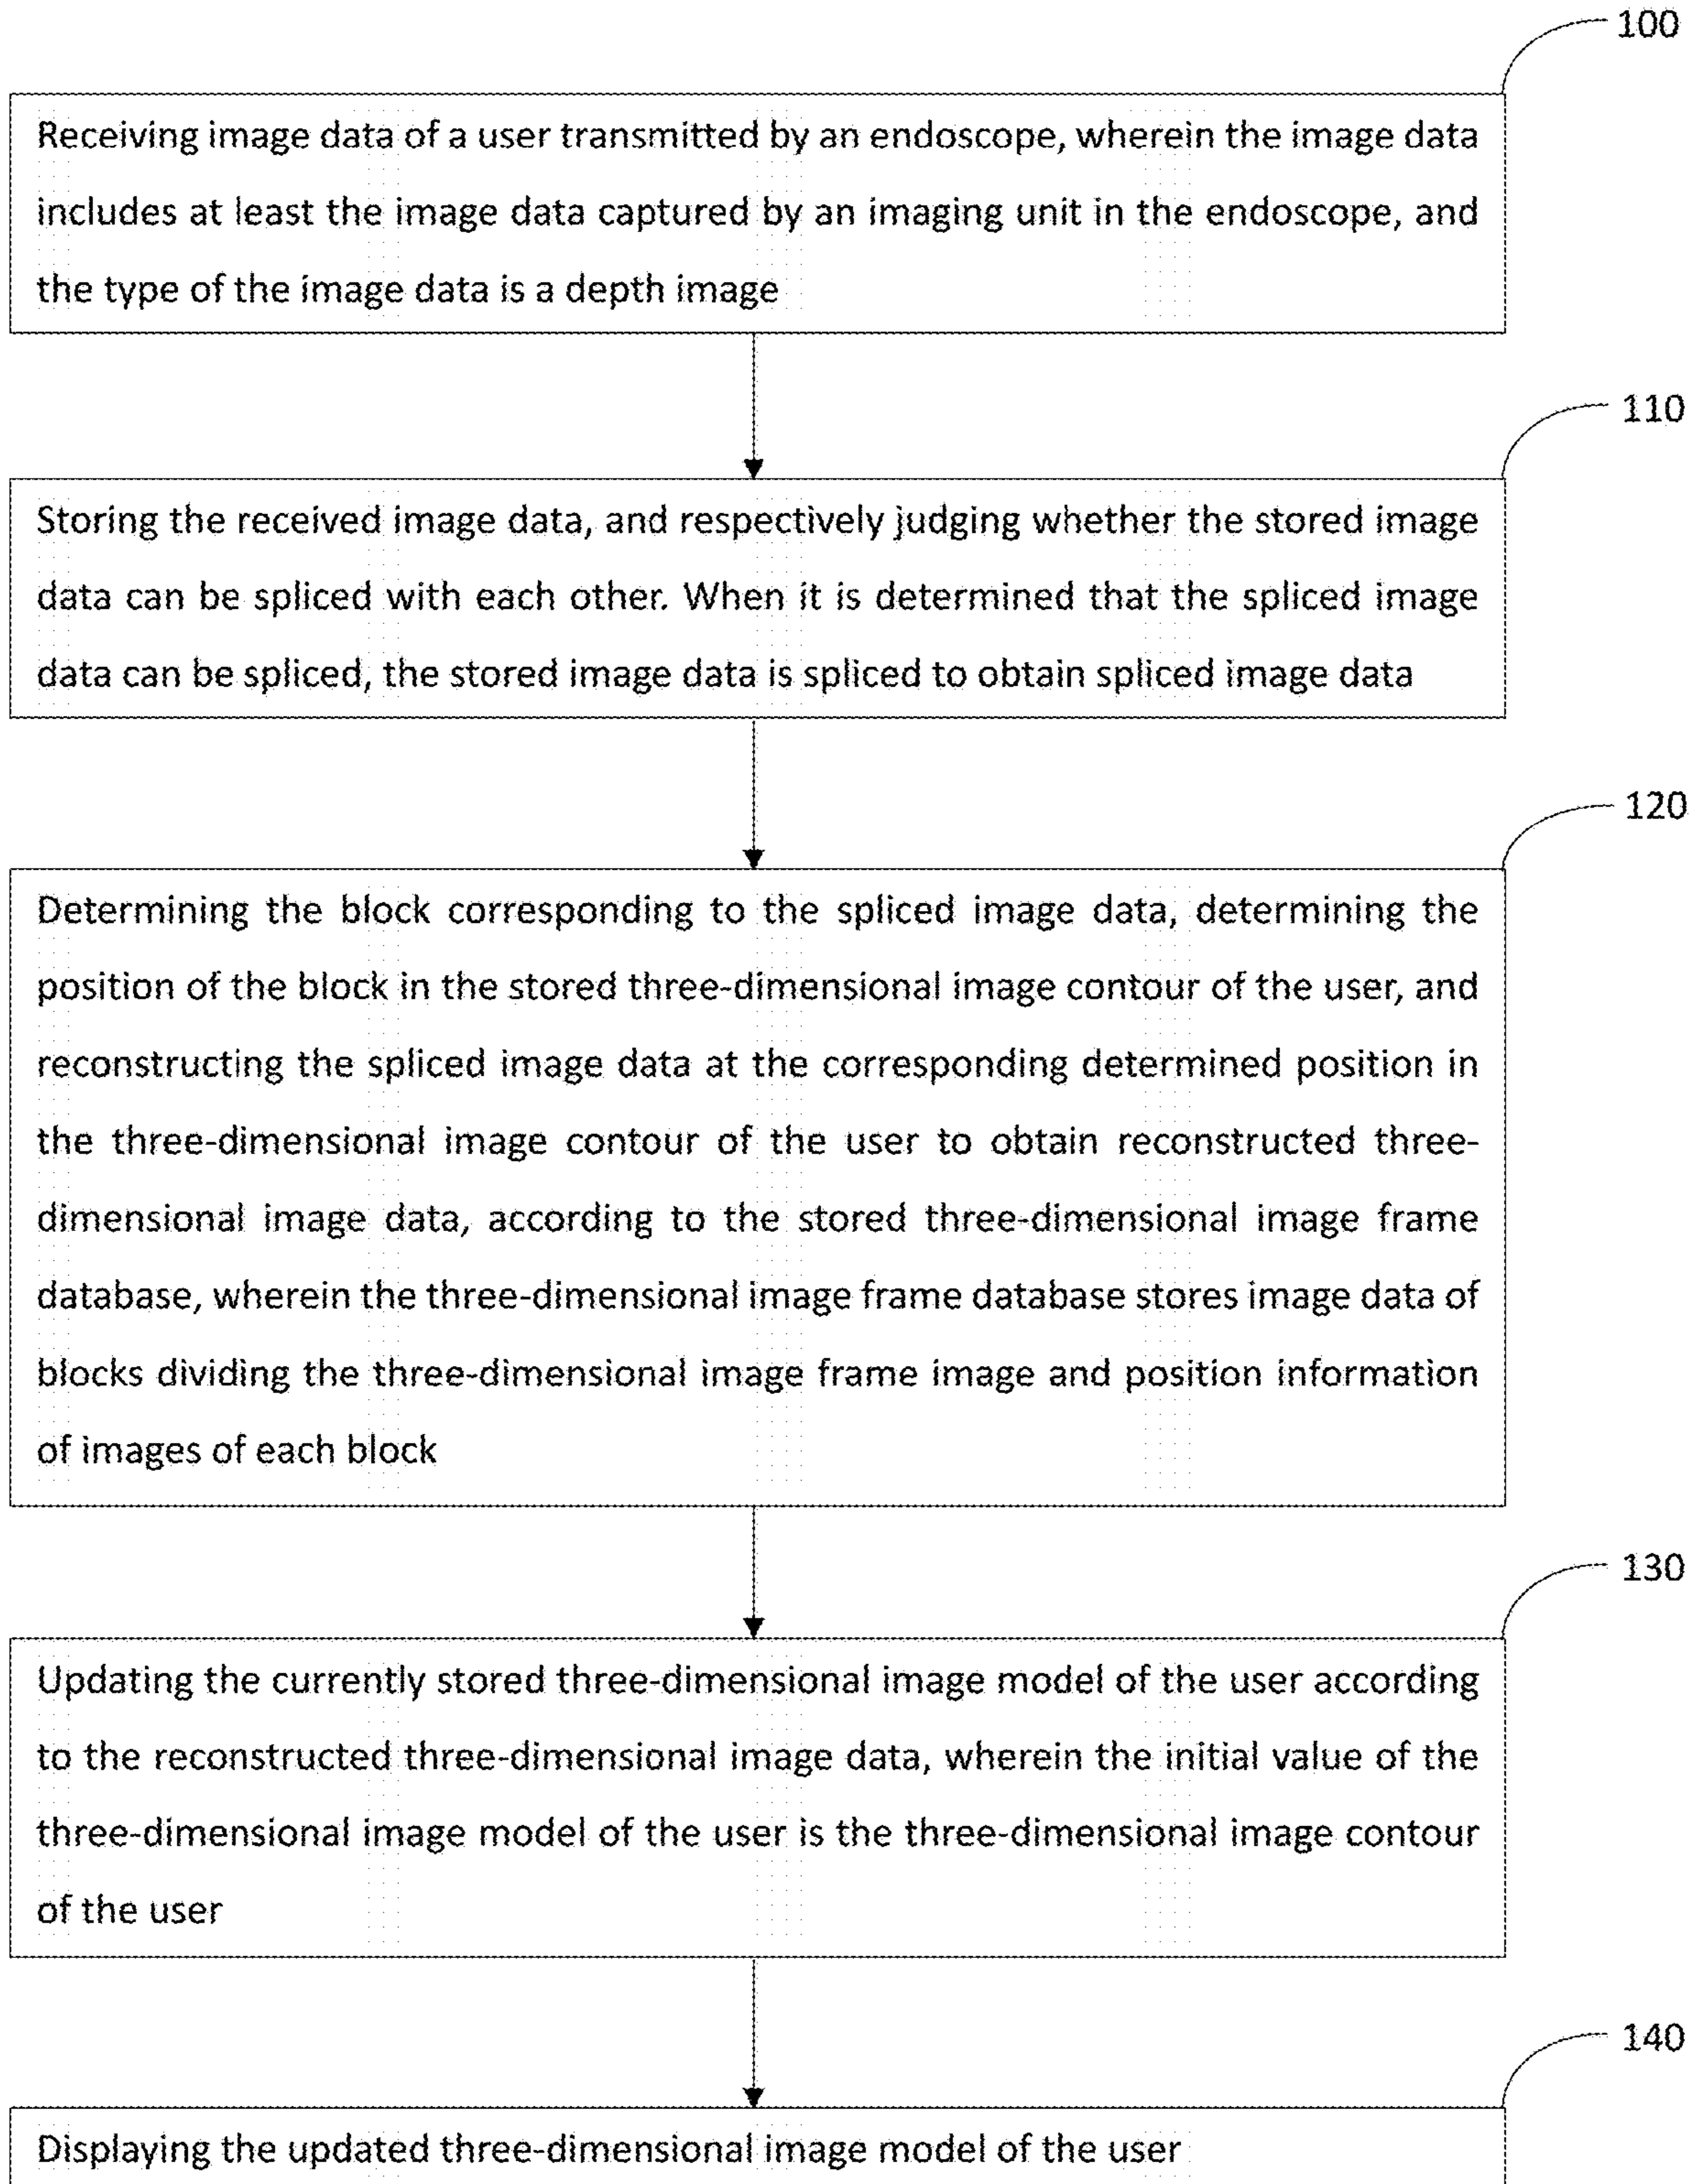 100
Receiving image data of a user transmitted by an endoscope, wherein the image data
includes at least the image data captured by an imaging unit in the endoscope, and
the type of the image data is a depth image
110
Storing the received image data, and respectively judging whether the stored image
data can be spliced with each other. When it is determined that the spliced image
data can be spliced, the stored image data is spliced to obtain spliced image data
120
Determining the block corresponding to the spliced image data, determining the
position of the block in the stored three-dimensional image contour of the user, and
reconstructing the spliced image data at the corresponding determined position in
the three-dimensional image contour of the user to obtain reconstructed three-
dimensional image data, according to the stored three-dimensional image frame
database, wherein the three-dimensional image frame database stores image data of
blocks dividing the three-dimensional image frame image and position information
of images of each block
130
Updating the currently stored three-dimensional image model of the user according
to the reconstructed three-dimensional image data, wherein the initial value of the
three-dimensional image model of the user is the three-dimensional image contour
of the user
140
Displaying the updated three-dimensional image model of the user